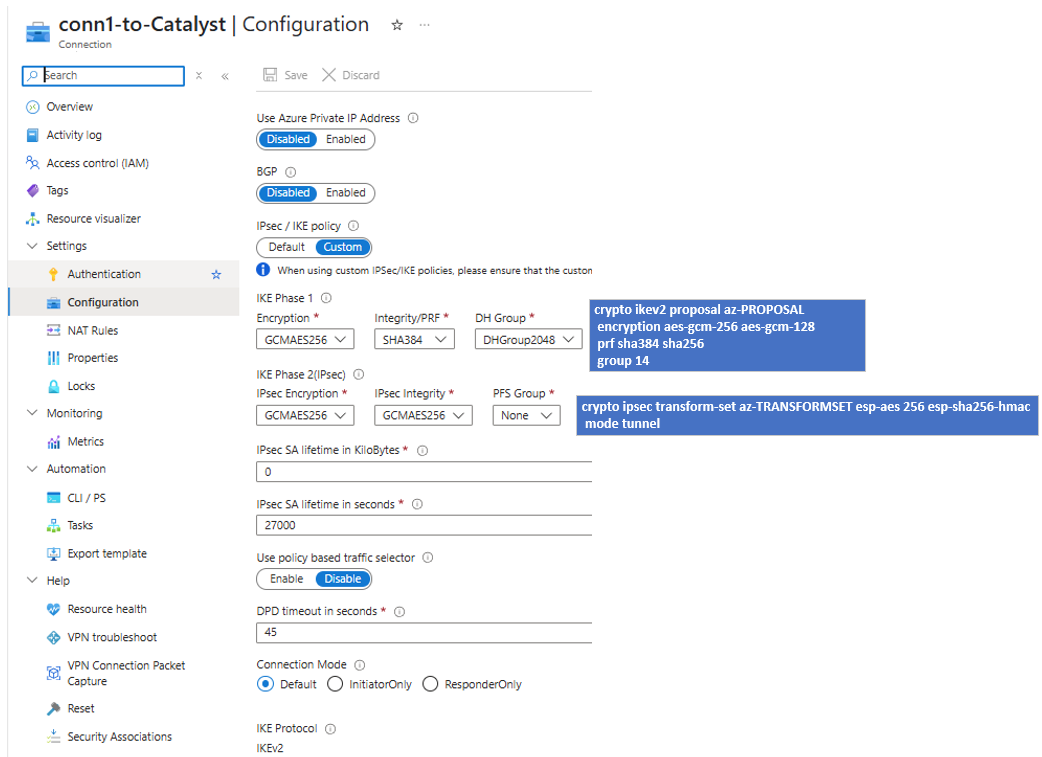 conn1-to-Catalyst | Configuration
Connection
Search
Overview
Activity log
Access control (IAM)
Tags
Resource visualizer
Settings
Authentication
Configuration
NAT Rules
Properties
Locks
Monitoring
Metrics
Automation
CLI / PS
Tasks
Export template
Help
Resource health
VPN troubleshoot
VPN Connection Packet
Capture
Reset
Security Associations
Save Discard
Use Azure Private IP Address
Disabled Enabled
BGP
Disabled Enabled
IPsec / IKE policy
Default Custom
When using custom IPSec/IKE policies, please ensure that the custon
IKE Phase 1
Encryption * Integrity/PRF * DH Group *
GCMAES256 SHA384 DHGroup2048
IKE Phase 2(IPsec)
IPsec Encryption * IPsec Integrity * PFS Group *
GCMAES256 GCMAES256 None
IPsec SA lifetime in KiloBytes *
0
IPsec SA lifetime in seconds *
27000
Use policy based traffic selector
Enable Disable
DPD timeout in seconds *
45
Connection Mode
Default InitiatorOnly ResponderOnly
IKE Protocol
IKEv2
crypto ikev2 proposal az-PROPOSAL
encryption aes-gcm-256 aes-gcm-128
prf sha384 sha256
group 14
crypto ipsec transform-set az-TRANSFORMSET esp-aes 256 esp-sha256-hmac
mode tunnel